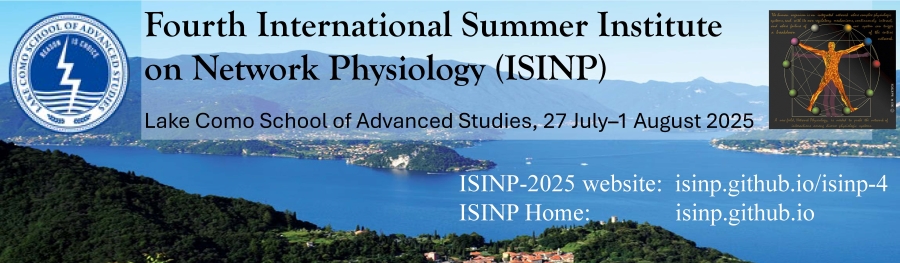 Fourth International Summer Institute
on Network Physiology (ISINP)
Lake Como School of Advanced Studies, 27 July–1 August 2025
ISINP-2025 website: isinp.github.io/isinp-4
ISINP Home: isinp.github.io
LAKE COMO SCHOOL OF ADVANCED STUDIES
REASON IS CHOICE